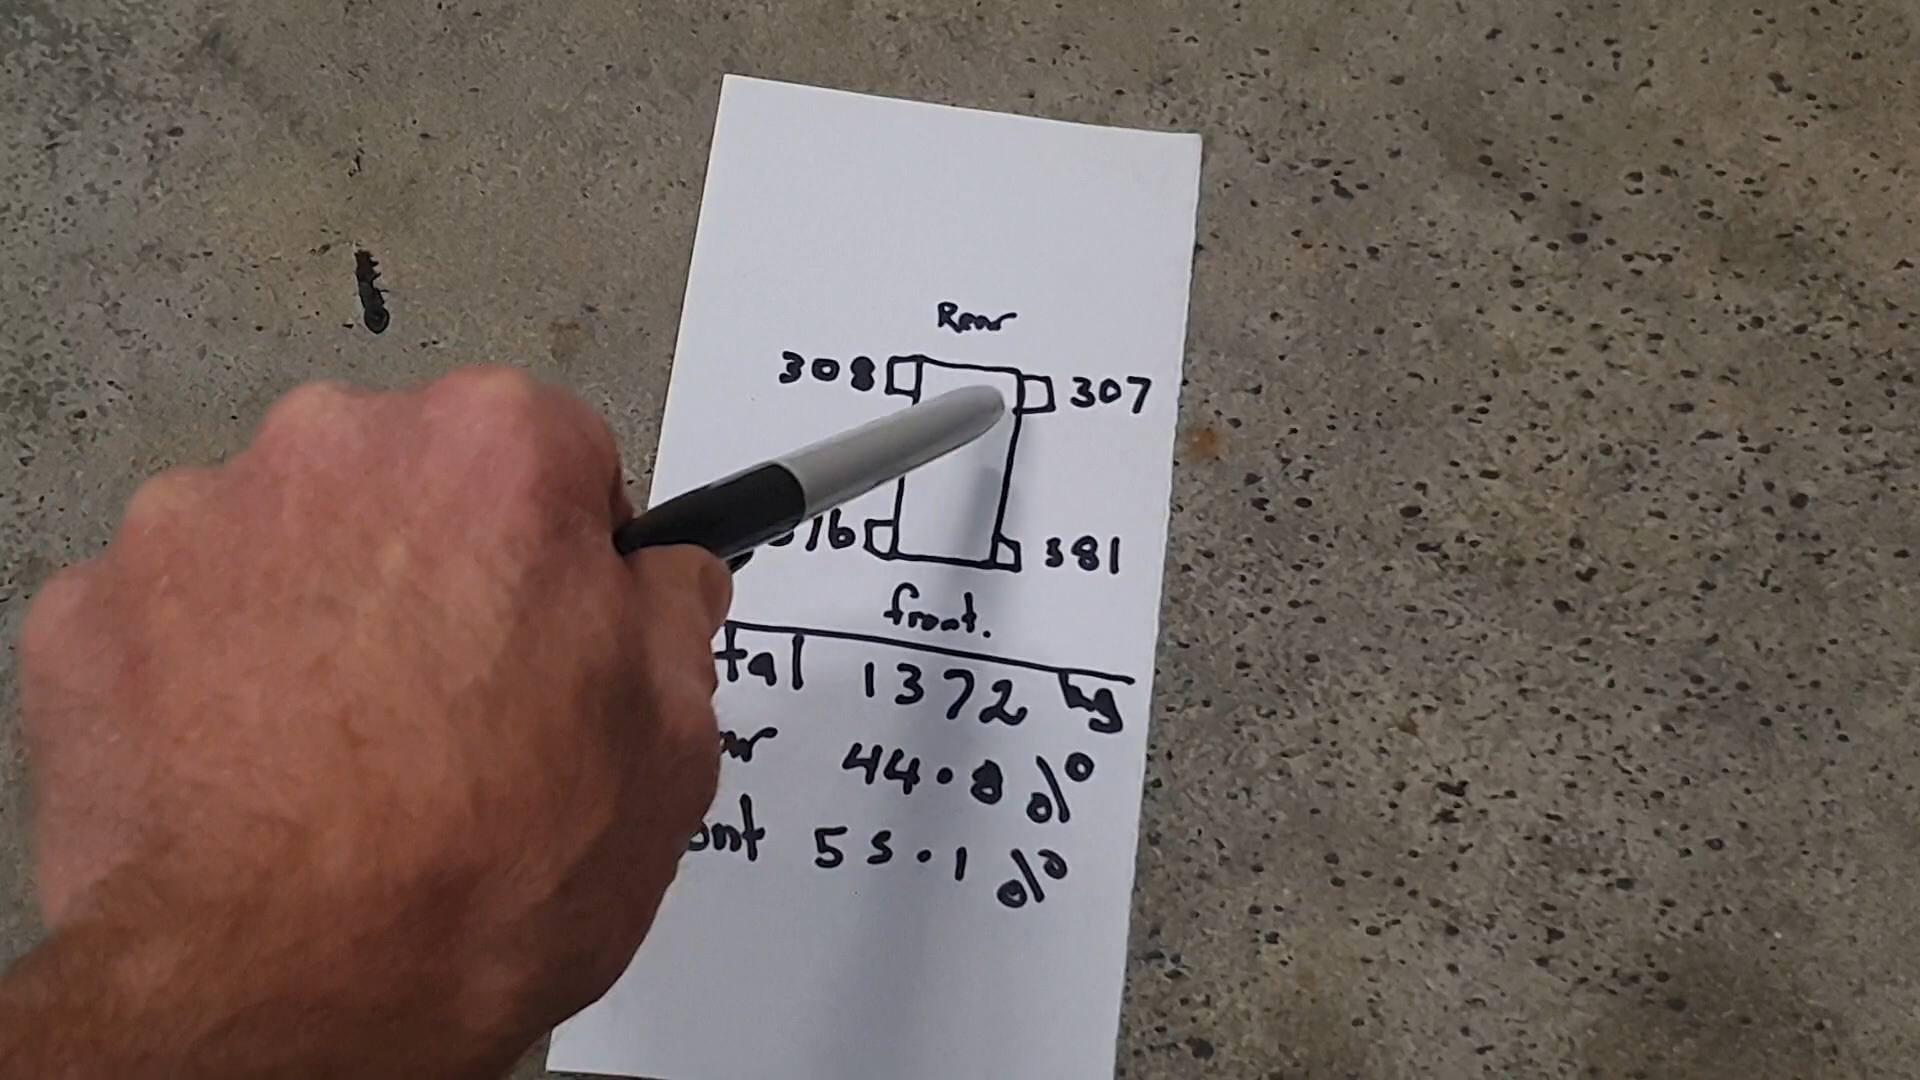 Rear
308 307
381
front.
1372 kg
44.8 %
55.1 %